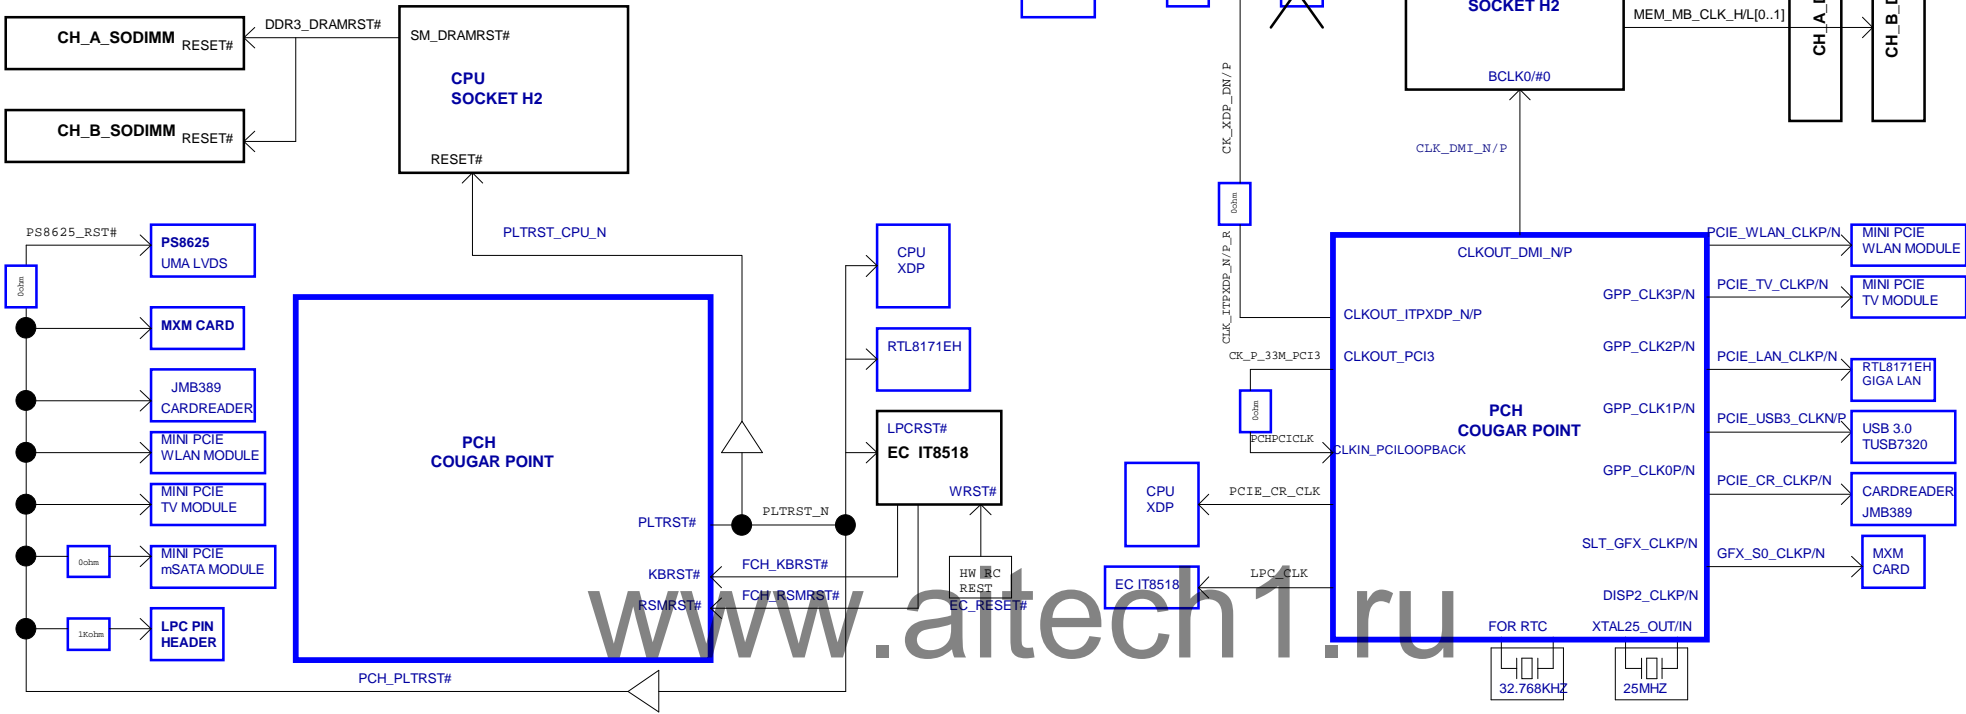 CH_A_SODIMM RESET#
DDR3_DRAMRST#
SM_DRAMRST#
CPU
SOCKET H2
RESET#
CH_B_SODIMM RESET#
PLTRST_CPU_N
PS8625_RST#
0ohm
PS8625
UMA LVDS
MXM CARD
JMB389
CARDREADER
MINI PCIE
WLAN MODULE
MINI PCIE
TV MODULE
0ohm
MINI PCIE
mSATA MODULE
1Kohm
LPC PIN
HEADER
PCH
COUGAR POINT
PLTRST#
KBRST#
RSMRST#
PCH_PLTRST#
PLTRST_N
FCH_KBRST#
FCH_RSMRST#
CPU
XDP
RTL8171EH
LPCRST#
EC IT8518
WRST#
HW RC
REST
EC_RESET#
SOCKET H2
BCLK0/#0
MEM_MB_CLK_H/L[0..1]
CLK_DMI_N/P
CK_XDP_DN/P
0ohm
CLK_ITPXDP_N/P_R
CK_P_33M_PCI3
0ohm
PCHPCICLK
CPU
XDP
PCIE_CR_CLK
EC IT8518
LPC_CLK
CLKOUT_DMI_N/P
CLKOUT_ITPXDP_N/P
CLKOUT_PCI3
CLKIN_PCILOOPBACK
PCH
COUGAR POINT
GPP_CLK3P/N
GPP_CLK2P/N
GPP_CLK1P/N
GPP_CLK0P/N
SLT_GFX_CLKP/N
DISP2_CLKP/N
FOR RTC
XTAL25_OUT/IN
32.768KHZ
25MHZ
PCIE_WLAN_CLKP/N
MINI PCIE
WLAN MODULE
PCIE_TV_CLKP/N
MINI PCIE
TV MODULE
PCIE_LAN_CLKP/N
RTL8171EH
GIGA LAN
PCIE_USB3_CLKN/P
USB 3.0
TUSB7320
PCIE_CR_CLKP/N
CARDREADER
JMB389
GFX_S0_CLKP/N
MXM
CARD
www.aitech1.ru